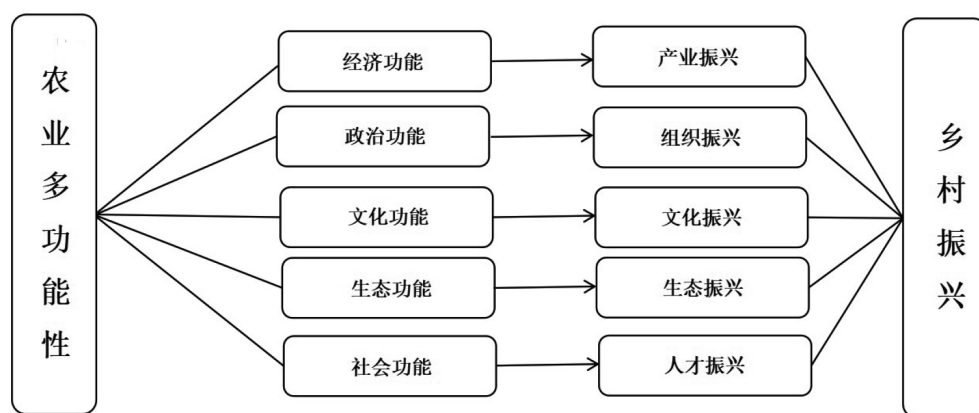 农业多功能性
经济功能
产业振兴
政治功能
组织振兴
文化功能
文化振兴
生态功能
生态振兴
社会功能
人才振兴
乡村振兴